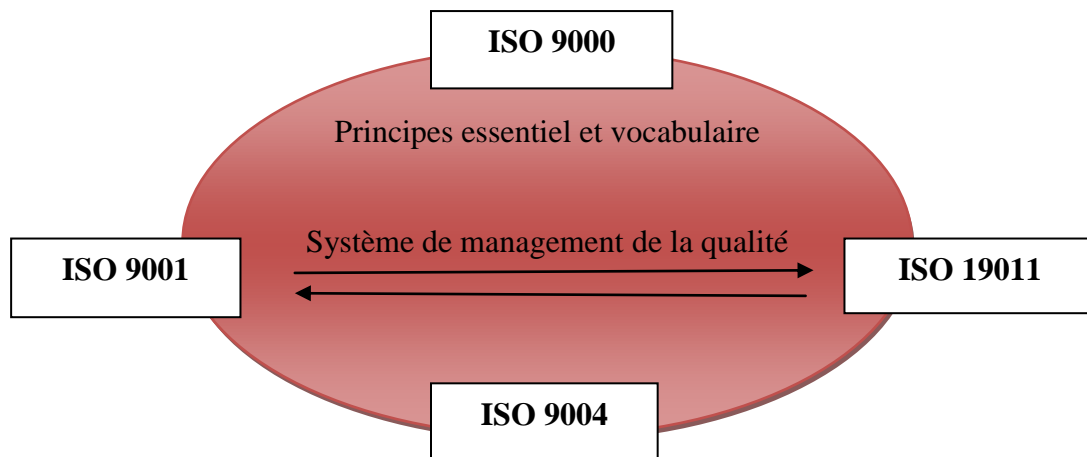 ISO 9000
Principes essentiel et vocabulaire
Système de management de la qualité
ISO 9001
ISO 19011
ISO 9004